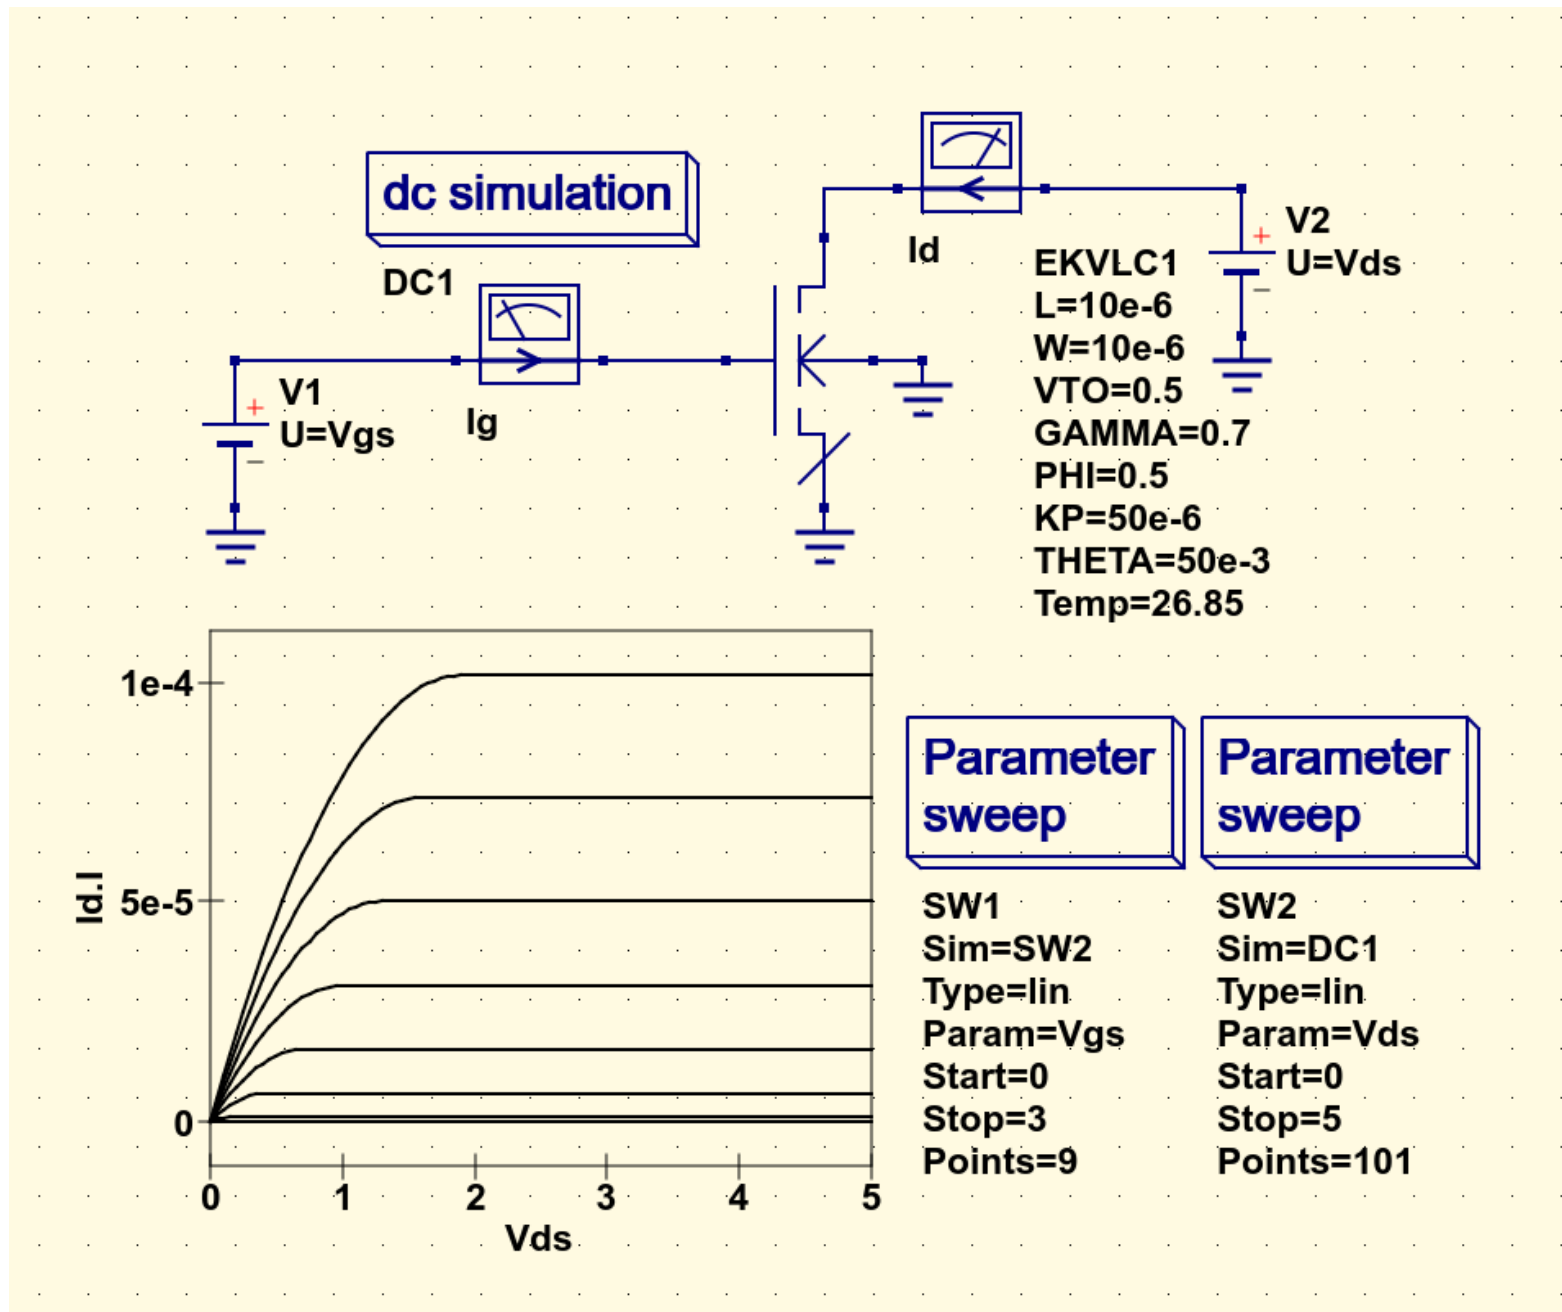 dc simulation
DC1
Id
V2
U=Vds
EKVLC1
L=10e-6
W=10e-6
VTO=0.5
GAMMA=0.7
PHI=0.5
KP=50e-6
THETA=50e-3
Temp=26.85
V1
U=Vgs
Ig
1e-4
5e-5
0
Id.I
0
1
2
3
4
5
Vds
Parameter
sweep
SW1
Sim=SW2
Type=lin
Param=Vgs
Start=0
Stop=3
Points=9
Parameter
sweep
SW2
Sim=DC1
Type=lin
Param=Vds
Start=0
Stop=5
Points=101